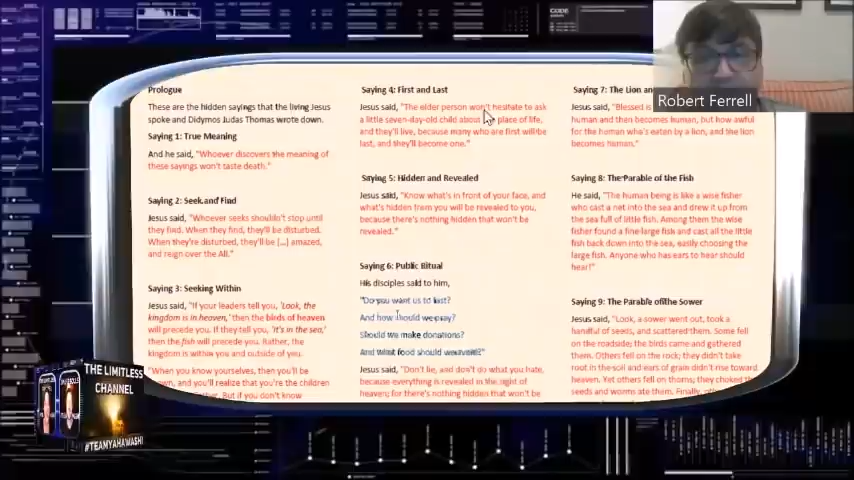 CODE
Robert Ferrell
Prologue
These are the hidden sayings that the living Jesus
spoke and Didymos Judas Thomas wrote down.
Saying 1: True Meaning
And he said, "Whoever discovers the meaning of
these sayings won't taste death."
Saying 2: Seek and Find
Jesus said, "Whoever seeks shouldn't stop until
they find. When they find, they'll be disturbed.
When they're disturbed, they'll be […] amazed,
and reign over the All."
Saying 3: Seeking Within
Jesus said, "If your leaders tell you, 'Look, the
kingdom is in heaven,' then the birds of heaven
will precede you. If they tell you, 'It's in the sea,'
then the fish will precede you. Rather, the
kingdom is within you and outside of you.
"When you know yourselves, then you'll be
and you'll realize that you're the children
But if you don't know
Saying 4: First and Last
Jesus said, "The elder person won't hesitate to ask
a little seven-day-old child about place of life,
and they'll live, because many who are first will be
last, and they'll become one."
Saying 5: Hidden and Revealed
Jesus said, "Know what's in front of your face, and
what's hidden from you will be revealed to you,
because there's nothing hidden that won't be
revealed."
Saying 6: Public Ritual
His disciples said to him,
"Do you want us to fast?
And how should we pray?
Should we make donations?
And what food should we avoid?"
Jesus said, "Don't lie, and don't do what you hate,
because everything is revealed in the sight of
heaven; for there's nothing hidden that won't be
Saying 7: The Lion and
Jesus said, "Blessed is
human and then becomes human, but how awful
for the human who's eaten by a lion, and the lion
becomes human."
Saying 8: The Parable of the Fish
He said, "The human being is like a wise fisher
who cast a net into the sea and drew it up from
the sea full of little fish. Among them the wise
fisher found a fine large fish and cast all the little
fish back down into the sea, easily choosing the
large fish. Anyone who has ears to hear should
hear!"
Saying 9: The Parable of the Sower
Jesus said, "Look, a sower went out, took a
handful of seeds, and scattered them. Some fell
on the roadside; the birds came and gathered
them. Others fell on the rock; they didn't take
root in the soil and ears of grain didn't rise toward
heaven. Yet others fell on thorns; they choked the
seeds and worms ate them. Finally,
THE LIMITLESS
CHANNEL
#TEAMYAHAWASHI